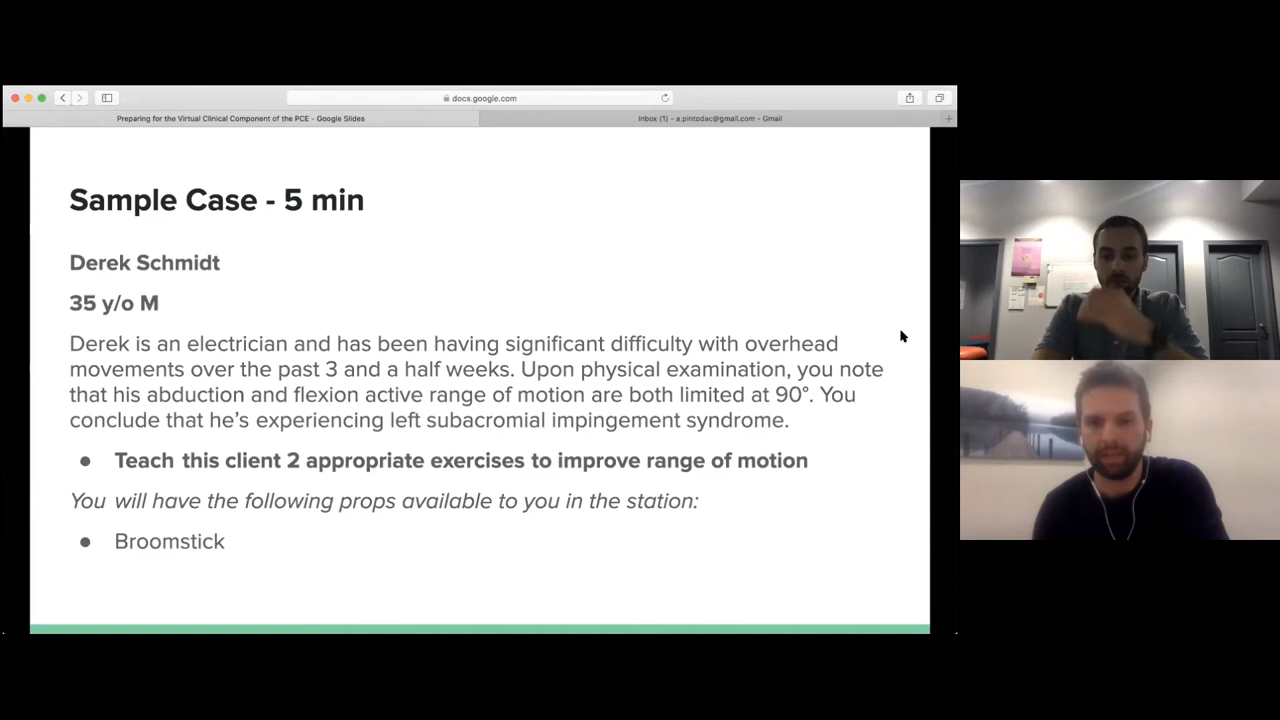 docs.google.com
Preparing for the Virtual Clinical Component of the PCE - Google Slides
Inbox (1) - a.pintodac@gmail.com - Gmail
Sample Case - 5 min
Derek Schmidt
35 y/o M
Derek is an electrician and has been having significant difficulty with overhead
movements over the past 3 and a half weeks. Upon physical examination, you note
that his abduction and flexion active range of motion are both limited at 90°. You
conclude that he's experiencing left subacromial impingement syndrome.
● Teach this client 2 appropriate exercises to improve range of motion
You will have the following props available to you in the station:
● Broomstick